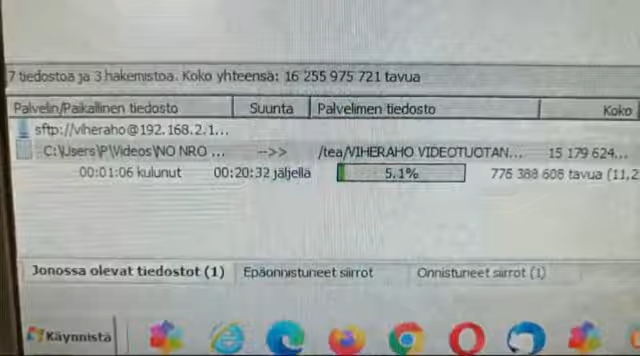 7 tiedostoa ja 3 hakemistoa. Koko yhteensä: 16 255 975 721 tavua
Palvelin/Paikallinen tiedosto Suunta Palvelimen tiedosto Koko
sftp://viheraho@192.168.2.1...
C:\Users\P\Videos\NO NRO ... -->> /tea/VIHERAHO VIDEOTUOTAN... 15 179 624...
00:01:06 kulunut 00:20:32 jäljellä 5.1% 776 388 608 tavua (11,2
Jonossa olevat tiedostot (1) Epäonnistuneet siirrot Onnistuneet siirrot (1)
Käynnistä